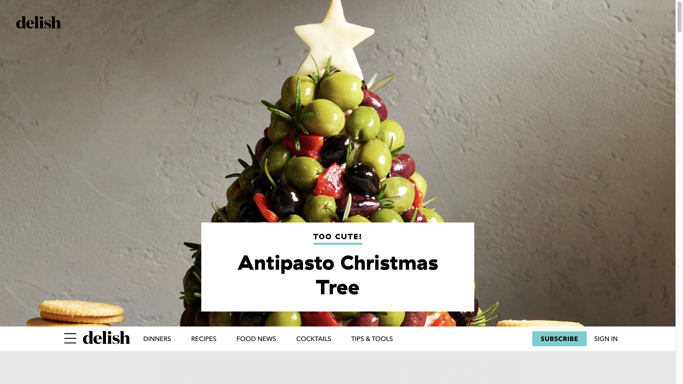 delish
TOO CUTE!
Antipasto Christmas
Tree
delish DINNERS RECIPES FOOD NEWS COCKTAILS TIPS & TOOLS SUBSCRIBE SIGN IN